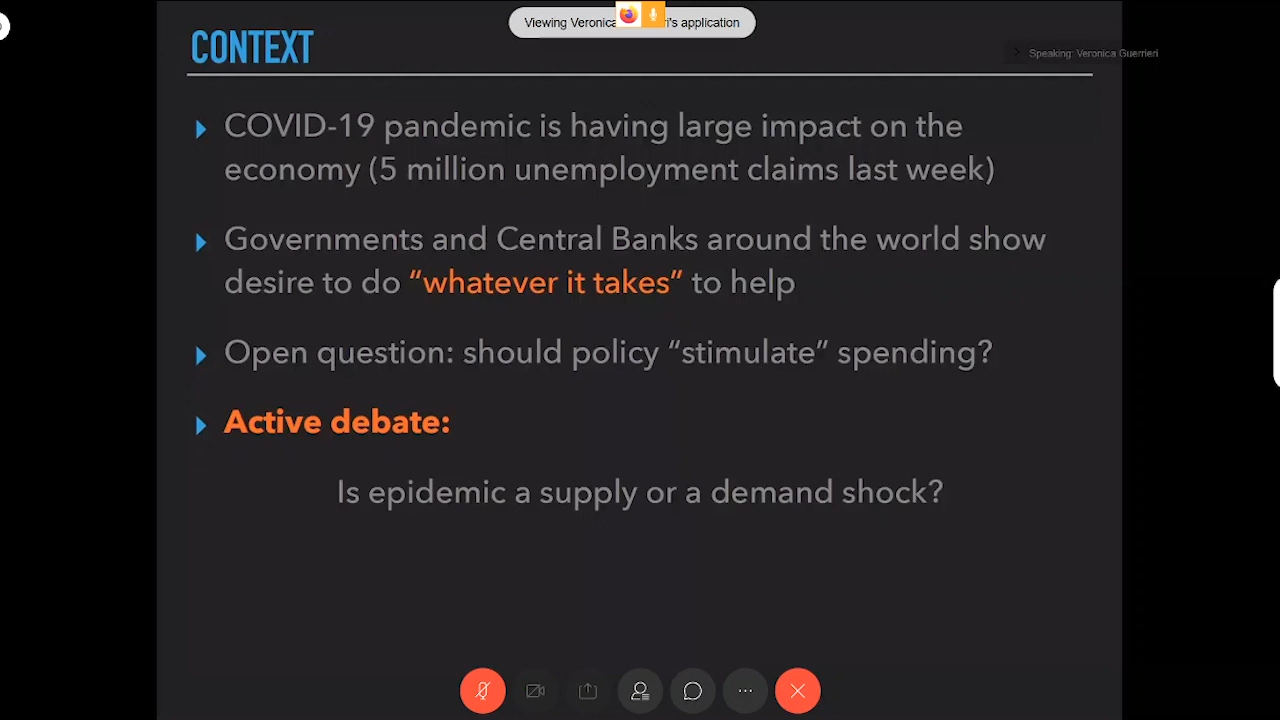 Viewing Veronica 's application
CONTEXT
Speaking: Veronica Guerrieri
COVID-19 pandemic is having large impact on the
economy (5 million unemployment claims last week)
Governments and Central Banks around the world show
desire to do “whatever it takes” to help
Open question: should policy “stimulate” spending?
Active debate:
Is epidemic a supply or a demand shock?